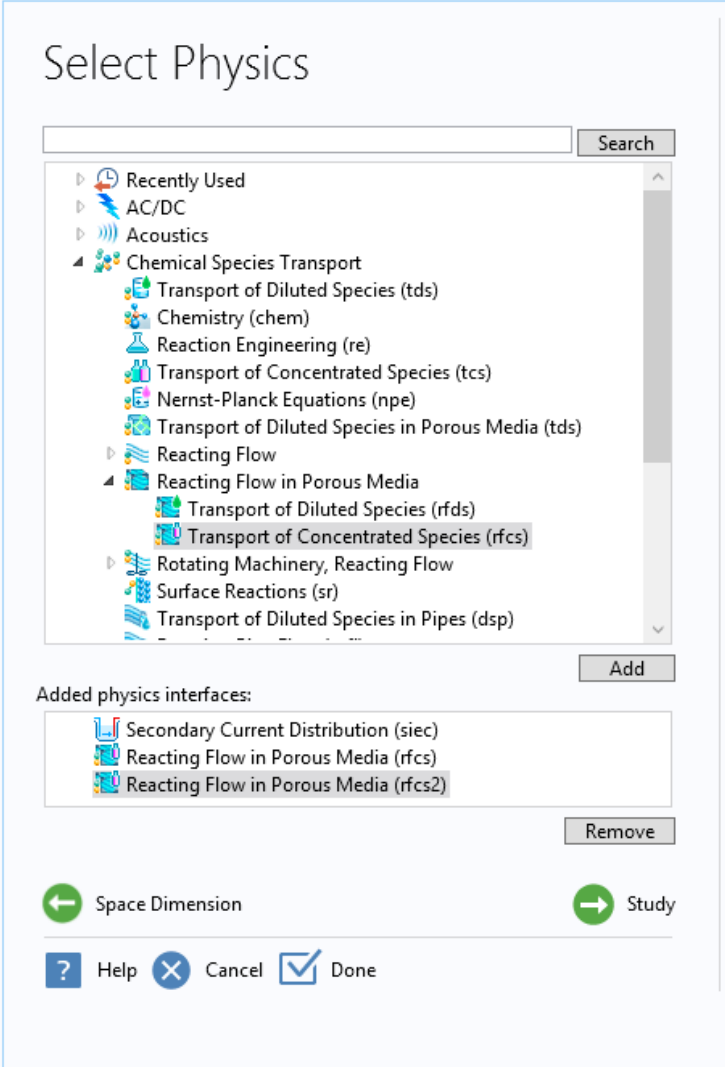 Select Physics
Search
Recently Used
AC/DC
Acoustics
Chemical Species Transport
Transport of Diluted Species (tds)
Chemistry (chem)
Reaction Engineering (re)
Transport of Concentrated Species (tcs)
Nernst-Planck Equations (npe)
Transport of Diluted Species in Porous Media (tds)
Reacting Flow
Reacting Flow in Porous Media
Transport of Diluted Species (rfds)
Transport of Concentrated Species (rfcs)
Rotating Machinery, Reacting Flow
Surface Reactions (sr)
Transport of Diluted Species in Pipes (dsp)
Add
Added physics interfaces:
Secondary Current Distribution (siec)
Reacting Flow in Porous Media (rfcs)
Reacting Flow in Porous Media (rfcs2)
Remove
Space Dimension
Study
? Help
Cancel
Done